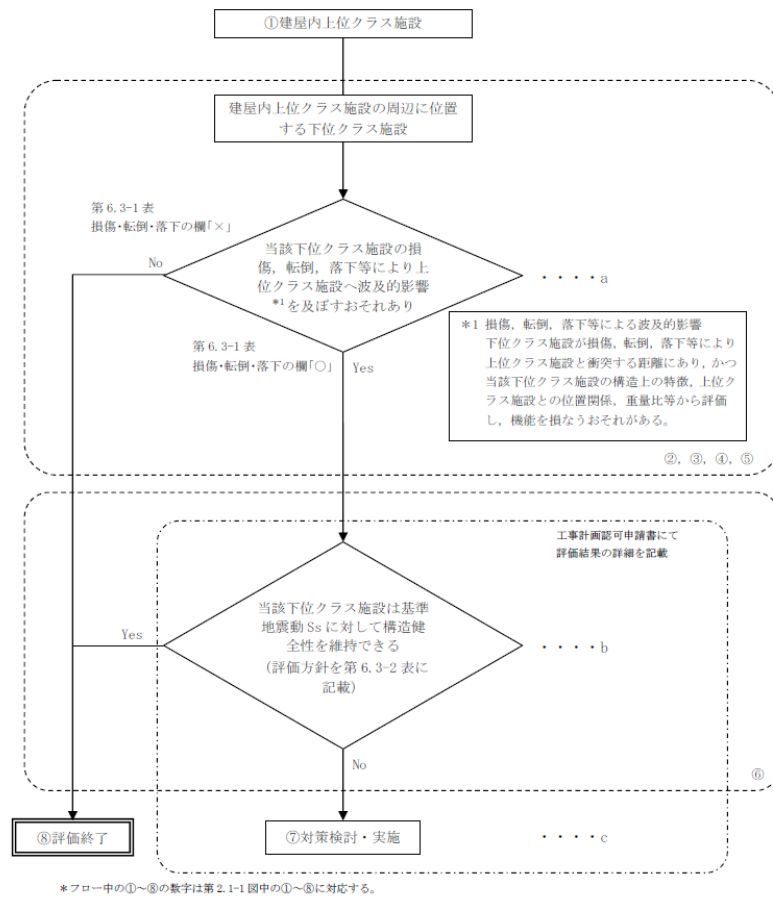 ①建屋内上位クラス施設
建屋内上位クラス施設の周辺に位置
する下位クラス施設
第 6.3-1 表
損傷・転倒・落下の欄「×」
No
当該下位クラス施設の損
傷，転倒，落下等により上
位クラス施設へ波及的影響
*1を及ぼすおそれあり
・・・・a
第 6.3-1 表
損傷・転倒・落下の欄「○」
Yes
*1 損傷，転倒，落下等による波及的影響
下位クラス施設が損傷，転倒，落下等により
上位クラス施設と衝突する距離にあり，かつ
当該下位クラス施設の構造上の特徴，上位ク
ラス施設との位置関係，重量比等から評価
し，機能を損なうおそれがある。
②，③，④，⑤
工事計画認可申請書にて
評価結果の詳細を記載
Yes
当該下位クラス施設は基準
地震動 Ss に対して構造健
全性を維持できる
(評価方針を第 6.3-2 表に
記載)
・・・・b
No
⑥
⑧評価終了
⑦対策検討・実施
・・・・c
＊フロー中の①～⑧の数字は第 2.1-1 図中の①～⑧に対応する。